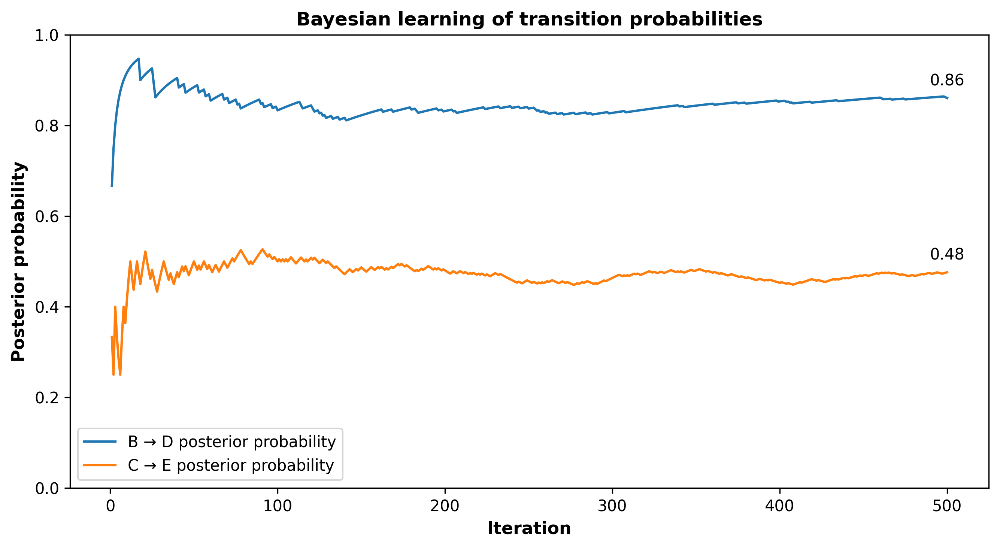 Bayesian learning of transition probabilities
Posterior probability
1.0
0.8
0.6
0.4
0.2
0.0
0.86
0.48
B → D posterior probability
C → E posterior probability
0 100 200 300 400 500
Iteration